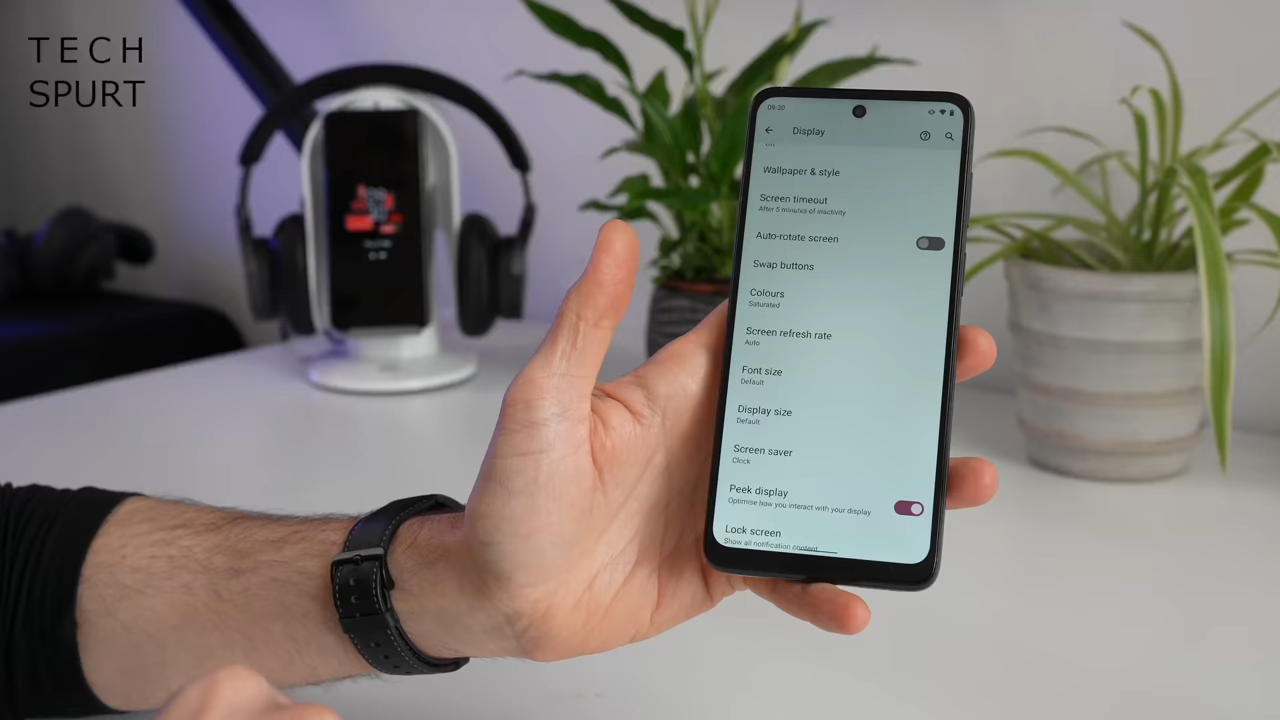 TECH
SPURT
09:20
Display
Wallpaper & style
Screen timeout
After 5 minutes of inactivity
Auto-rotate screen
Swap buttons
Colours
Saturated
Screen refresh rate
Auto
Font size
Default
Display size
Default
Screen saver
Clock
Peek display
Optimise how you interact with your display
Lock screen
Show all notification content